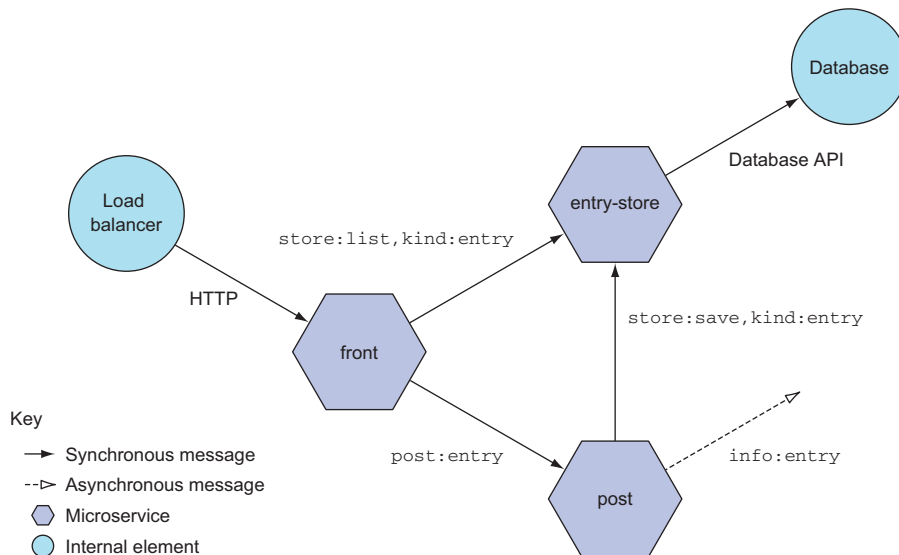 Database
Database API
entry-store
Load
balancer
store:list,kind:entry
HTTP
store:save,kind:entry
front
Key
Synchronous message
post:entry
info:entry
Asynchronous message
post
Microservice
Internal element